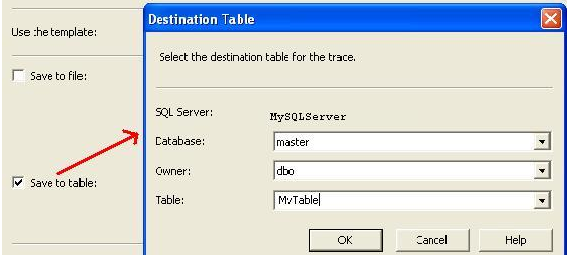 Destination Table
Use the template:
Select the destination table for the trace.
Save to file:
SQL Server: MySQLServer
Database: master
Save to table:
Owner: dbo
Table: MyTable
OK Cancel Help